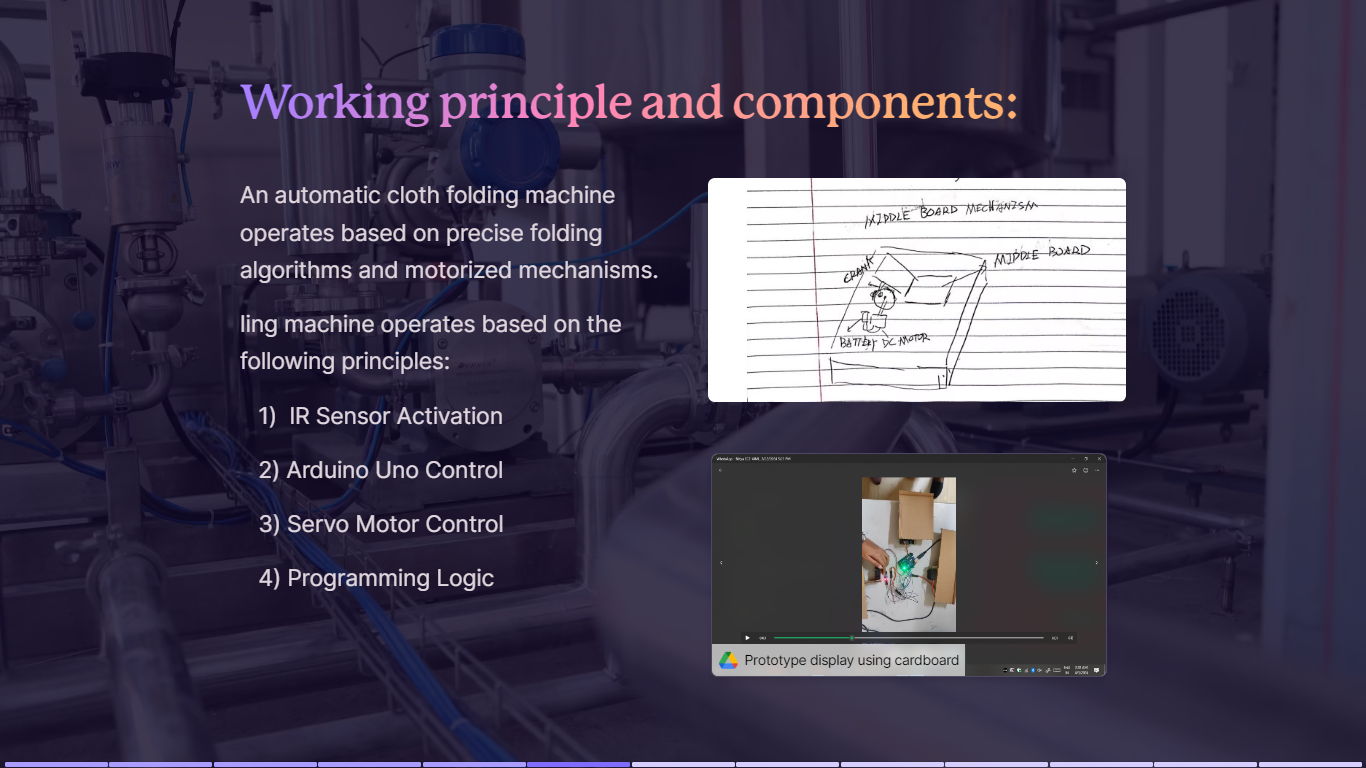 Working principle and components:
An automatic cloth folding machine
operates based on precise folding
algorithms and motorized mechanisms.
ling machine operates based on the
following principles:
1) IR Sensor Activation
2) Arduino Uno Control
3) Servo Motor Control
4) Programming Logic
MIDDLE BOARD MECHANISM
MIDDLE BOARD
CRANK
BATTERY DC MOTOR
Prototype display using cardboard